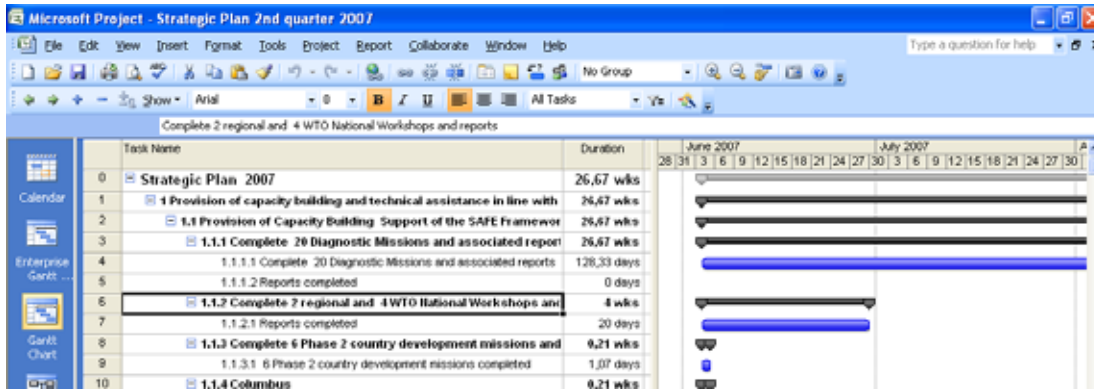 Microsoft Project - Strategic Plan 2nd quarter 2007
File Edit View Insert Format Tools Project Report Collaborate Window Help Type a question for help
No Group
Show Arial 0 B I U All Tasks
Complete 2 regional and 4 WTO National Workshops and reports
Task Name Duration June 2007 July 2007 A
28 31 3 6 9 12 15 18 21 24 27 30 3 6 9 12 15 18 21 24 27 30
0 Strategic Plan 2007 26,67 wks
1 1 Provision of capacity building and technical assistance in line with 26,67 wks
2 1.1 Provision of Capacity Building Support of the SAFE Framewor 26,67 wks
3 1.1.1 Complete 20 Diagnostic Missions and associated report 26,67 wks
4 1.1.1.1 Complete 20 Diagnostic Missions and associated reports 128,33 days
5 1.1.1.2 Reports completed 0 days
6 1.1.2 Complete 2 regional and 4 WTO National Workshops and 4 wks
7 1.1.2.1 Reports completed 20 days
8 1.1.3 Complete 6 Phase 2 country development missions and 0,21 wks
9 1.1.3.1 6 Phase 2 country development missions completed 1,07 days
10 1.1.4 Columbus 0,21 wks
Calendar
Enterprise
Gantt ...
Gantt
Chart